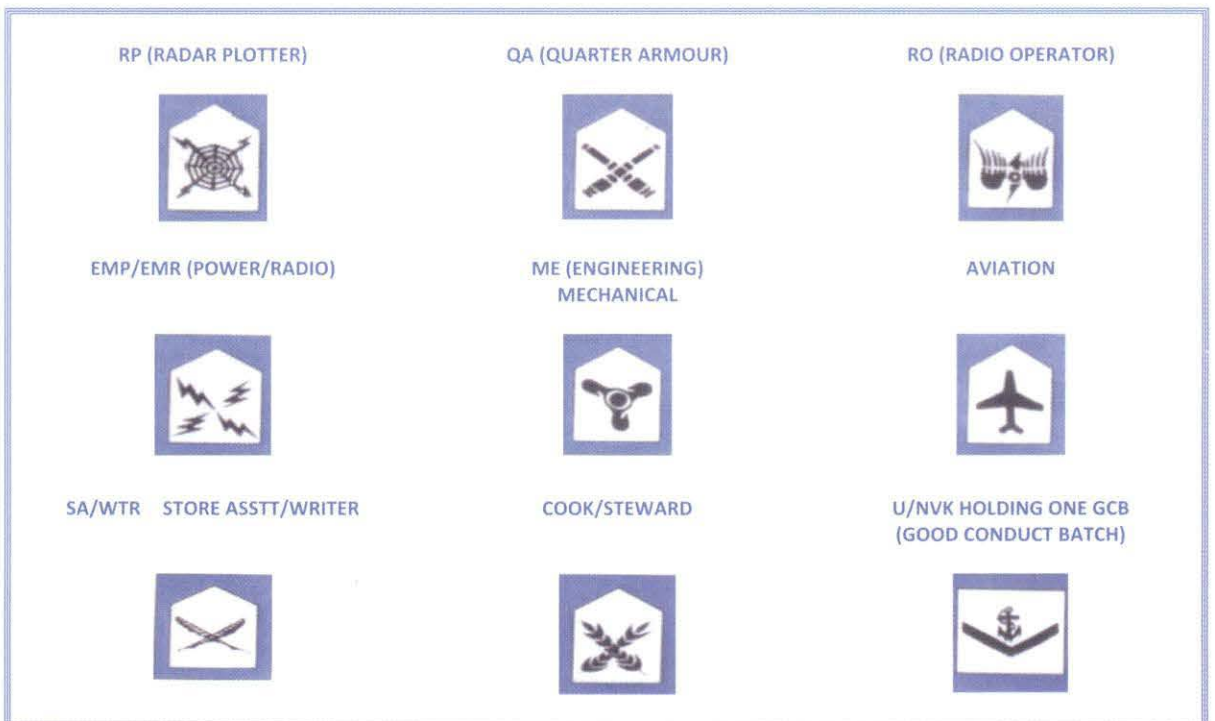 RP (RADAR PLOTTER)
QA (QUARTER ARMOUR)
RO (RADIO OPERATOR)
EMP/EMR (POWER/RADIO)
ME (ENGINEERING)
MECHANICAL
AVIATION
SA/WTR STORE ASSTT/WRITER
COOK/STEWARD
U/NVK HOLDING ONE GCB
(GOOD CONDUCT BATCH)